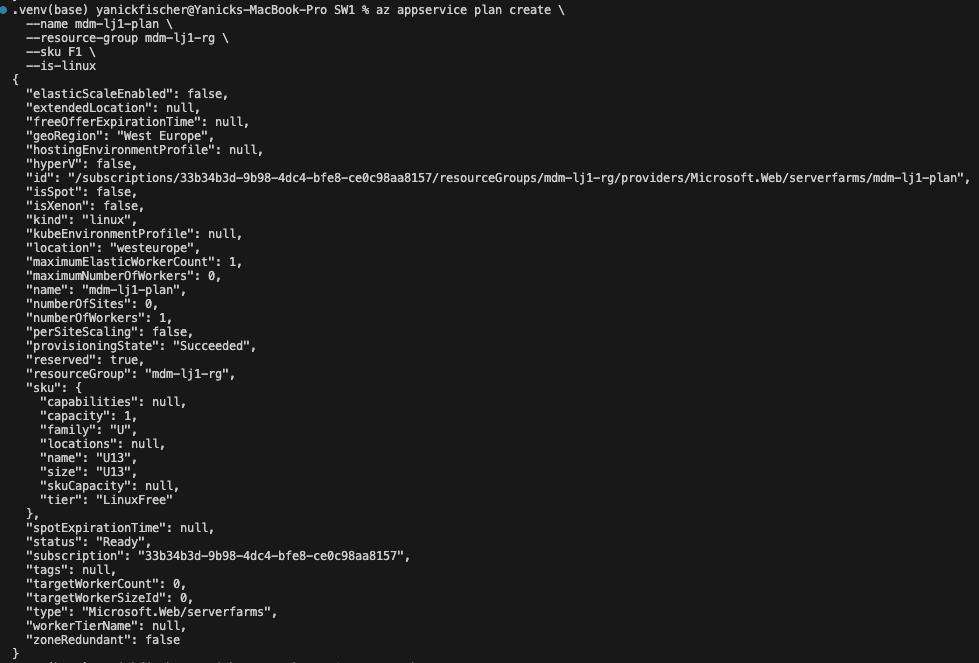 .venv(base) yanickfischer@Yanicks-MacBook-Pro SW1 % az appservice plan create \
  --name mdm-lj1-plan \
  --resource-group mdm-lj1-rg \
  --sku F1 \
  --is-linux
{
  "elasticScaleEnabled": false,
  "extendedLocation": null,
  "freeOfferExpirationTime": null,
  "geoRegion": "West Europe",
  "hostingEnvironmentProfile": null,
  "hyperV": false,
  "id": "/subscriptions/33b34b3d-9b98-4dc4-bfe8-ce0c98aa8157/resourceGroups/mdm-lj1-rg/providers/Microsoft.Web/serverfarms/mdm-lj1-plan",
  "isSpot": false,
  "isXenon": false,
  "kind": "linux",
  "kubeEnvironmentProfile": null,
  "location": "westeurope",
  "maximumElasticWorkerCount": 1,
  "maximumNumberOfWorkers": 0,
  "name": "mdm-lj1-plan",
  "numberOfSites": 0,
  "numberOfWorkers": 1,
  "perSiteScaling": false,
  "provisioningState": "Succeeded",
  "reserved": true,
  "resourceGroup": "mdm-lj1-rg",
  "sku": {
    "capabilities": null,
    "capacity": 1,
    "family": "U",
    "locations": null,
    "name": "U13",
    "size": "U13",
    "skuCapacity": null,
    "tier": "LinuxFree"
  },
  "spotExpirationTime": null,
  "status": "Ready",
  "subscription": "33b34b3d-9b98-4dc4-bfe8-ce0c98aa8157",
  "tags": null,
  "targetWorkerCount": 0,
  "targetWorkerSizeId": 0,
  "type": "Microsoft.Web/serverfarms",
  "workerTierName": null,
  "zoneRedundant": false
}